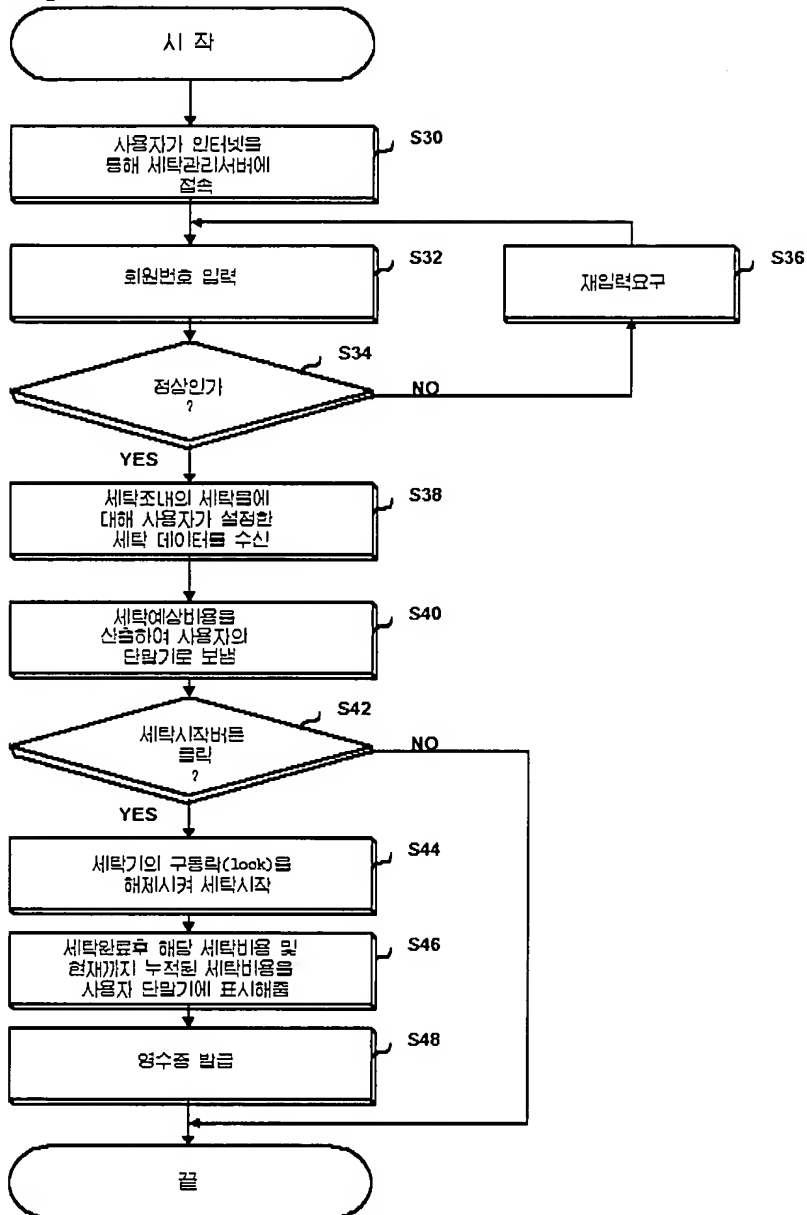 시 작
사용자가 인터넷을
통해 세탁관리서버에
접속
S30
회원번호 입력
S32
재입력요구
S36
정상인가
?
S34
NO
YES
세탁조내의 세탁물에
대해 사용자가 설정한
세탁 데이터를 수신
S38
세탁예상비용을
산출하여 사용자의
단말기로 보냄
S40
세탁시작버튼
클릭
?
S42
NO
YES
세탁기의 구동락(lock)을
해제시켜 세탁시작
S44
세탁완료후 해당 세탁비용 및
현재까지 누적된 세탁비용을
사용자 단말기에 표시해줌
S46
영수증 발급
S48
끝